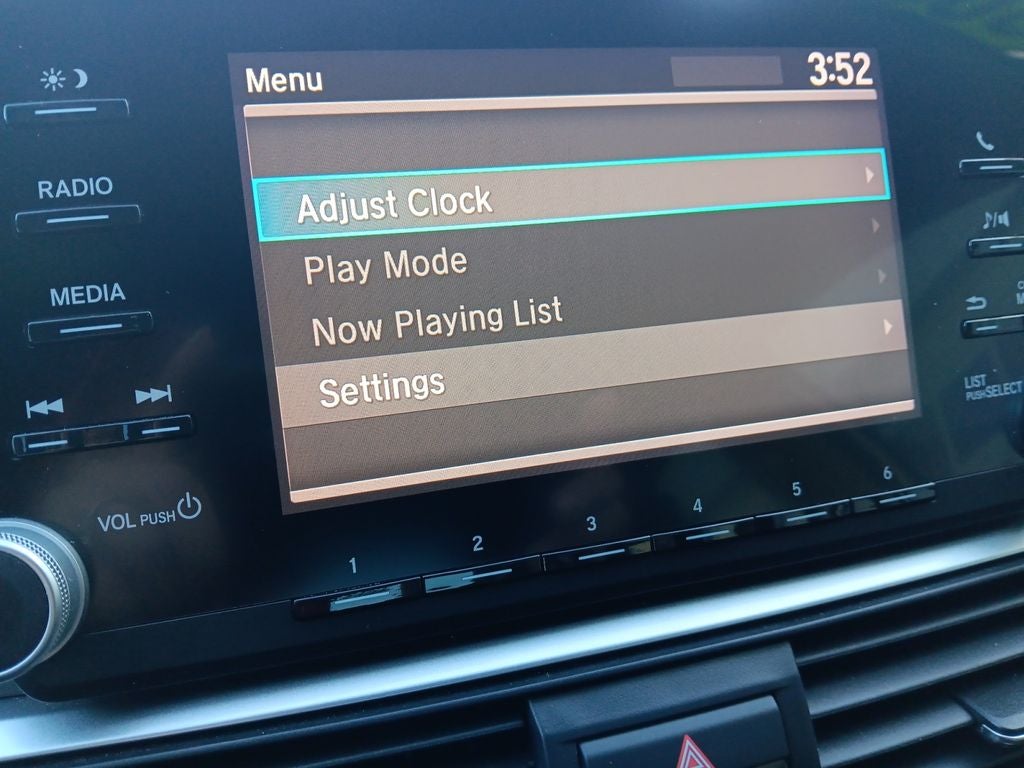 Menu
3:52
RADIO
Adjust Clock
Play Mode
MEDIA
Now Playing List
Settings
LIST
PUSH SELECT
VOL PUSH
1
2
3
4
5
6